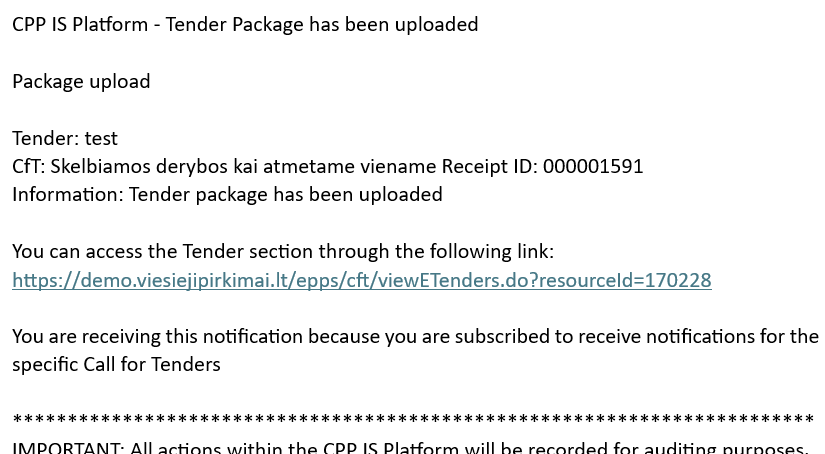 CPP IS Platform - Tender Package has been uploaded
Package upload
Tender: test
CfT: Skelbiamos derybos kai atmetame viename Receipt ID: 000001591
Information: Tender package has been uploaded
You can access the Tender section through the following link:
https://demo.viesiejipirkimai.lt/epps/cft/viewETenders.do?resourceId=170228
You are receiving this notification because you are subscribed to receive notifications for the
specific Call for Tenders
*************************************************************************
IMPORTANT: All actions within the CPP IS Platform will be recorded for auditing purposes.